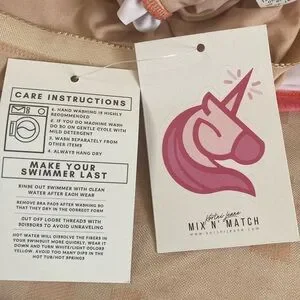 CARE INSTRUCTIONS
1. HAND WASHING IS HIGHLY
RECOMMENDED
2. IF YOU DO MACHINE WASH
DO SO ON GENTLE CYCLE WITH
MILD DETERGENT
3. WASH SEPARATELY FROM
OTHER ITEMS
4. ALWAYS HANG DRY
MAKE YOUR
SWIMMER LAST
RINSE OUT SWIMMER WITH CLEAN
WATER AFTER EACH WEAR
REMOVE BRA PADS AFTER WASHING SO
THAT THEY DRY IN THE CORRECT FORM
CUT OFF LOOSE THREADS WITH
SCISSORS TO AVOID UNRAVELING
HOT WATER WILL DISSOLVE THE FIBERS IN
YOUR SWIMSUIT MORE QUICKLY, WEAR IT
DOWN AND TURN WHITE/LIGHT COLORS
YELLOW. AVOID TOO MANY DIPS IN THE
HOT TUB/HOT SPRINGS
MIX N' MATCH